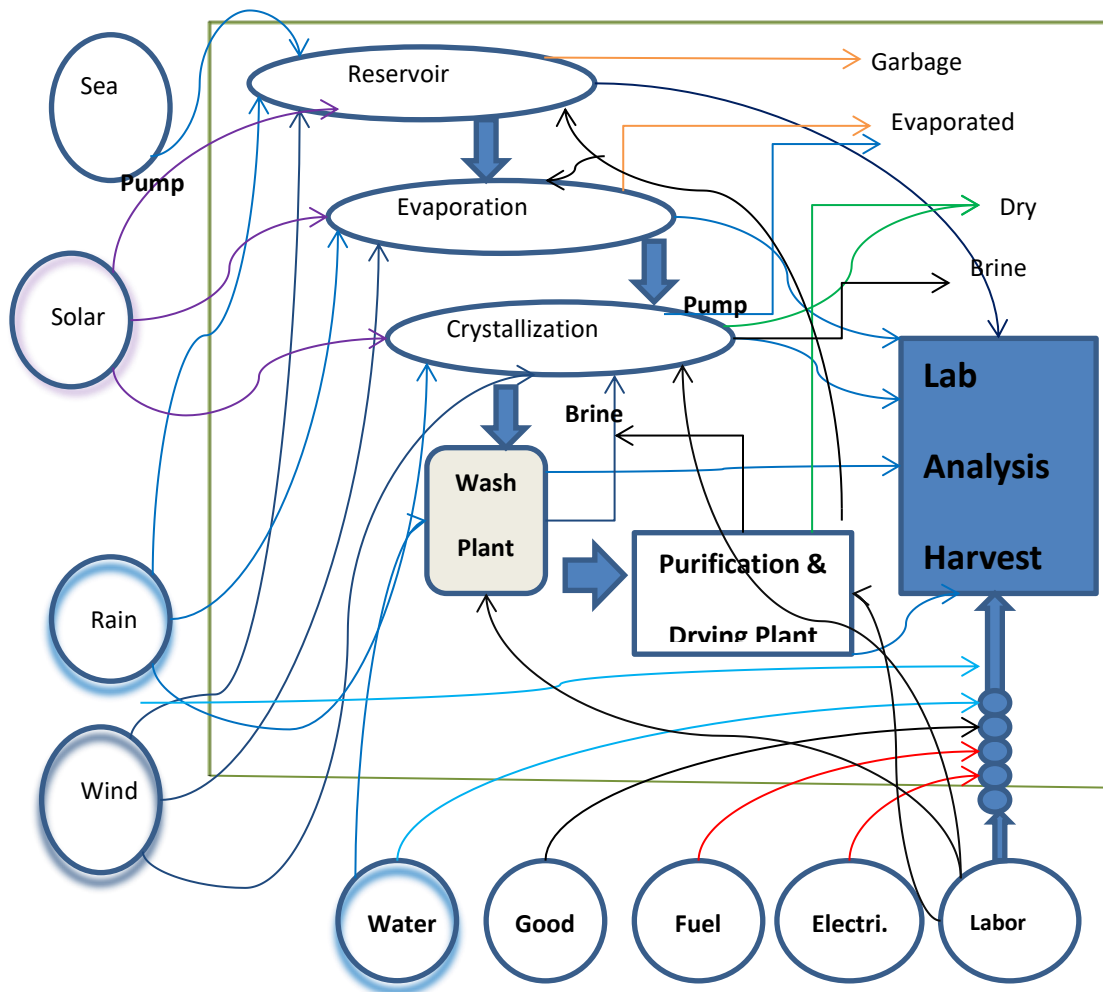 Reservoir
Garbage
Sea
Evaporated
Pump
Evaporation
Dry
Brine
Solar
Pump
Crystallization
Lab
Brine
Analysis
Wash
Plant
Harvest
Purification &
Drying Plant
Rain
Wind
Water
Good
Fuel
Electri.
Labor